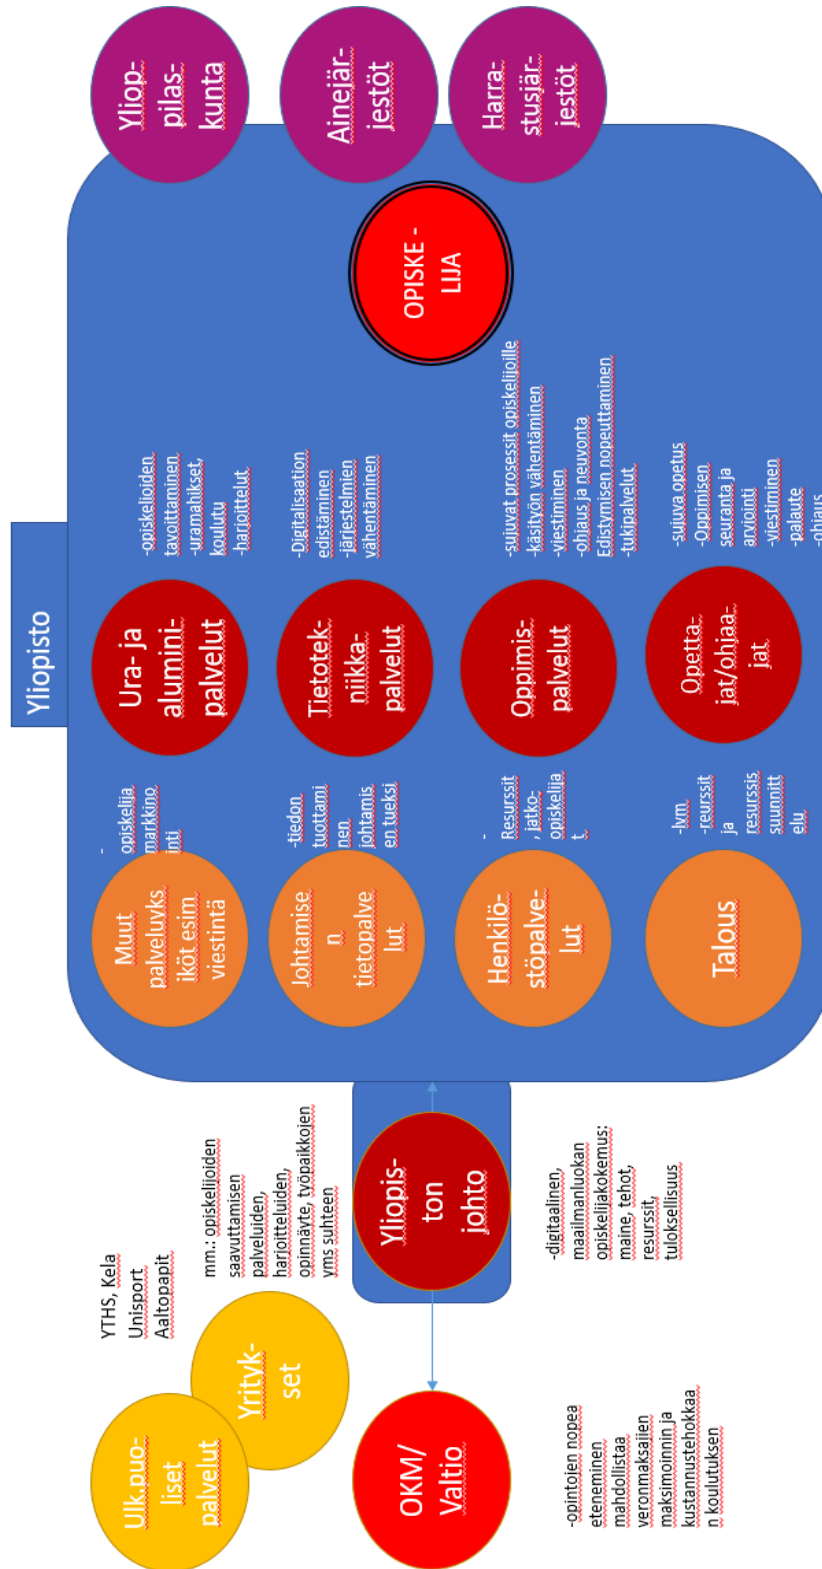 Yliopisto
Yliop-
pilas-
kunta
Ainejär-
jestöt
Harra-
stusjär-
jestöt
OPISKE -
LIJA
-opiskelioiden
tavoittaminen
-uramahikset,
koulutu
-harjoittelut
-Digitalisaation
edistäminen
-järjestelmien
vähentäminen
-sujuvat prosessit opiskelijoille
-käsityön vähentäminen
-viestiminen
-ohjaus ja neuvonta
Edistymisen nopeuttaminen
-tukipalvelut
-sujuva opetus
-Oppimisen
seuranta ja
arviointi
-viestiminen
-palaute
-ohjaus
Ura- ja
alumini-
palvelut
Tietotek-
niikka-
palvelut
Oppimis-
palvelut
Opetta-
jat/ohjaa-
jat
-
opiskelija
markkino
inti
-tiedon
tuottami
nen
johtamis
en tueksi
-
Resurssit
, jatko-
opiskelija
t
-lvm
-reurssit
ja
resurssis
suunnitt
elu
Muut
palveluyks
iköt esim
viestintä
Johtamise
n
tietopalve
lut
Henkilö-
stöpalve-
lut
Talous
Yliopis-
ton
johto
mm.: opiskelijoiden
saavuttamisen
palveluiden,
harjoitteluiden,
opinnäyte, työpaikkojen
yms suhteen
-digitaalinen,
maailmanluokan
opiskelijakokemus:
maine, tehot,
resurssit,
tuloksellisuus
YTHS, Kela
Unisport
Aaltopapit
Ulk.puo-
liset
palvelut
Yrityk-
set
OKM/
Valtio
-opintojen nopea
eteneminen
mahdollistaa
veronmaksajien
maksimoinnin ja
kustannustehokkaa
n koulutuksen